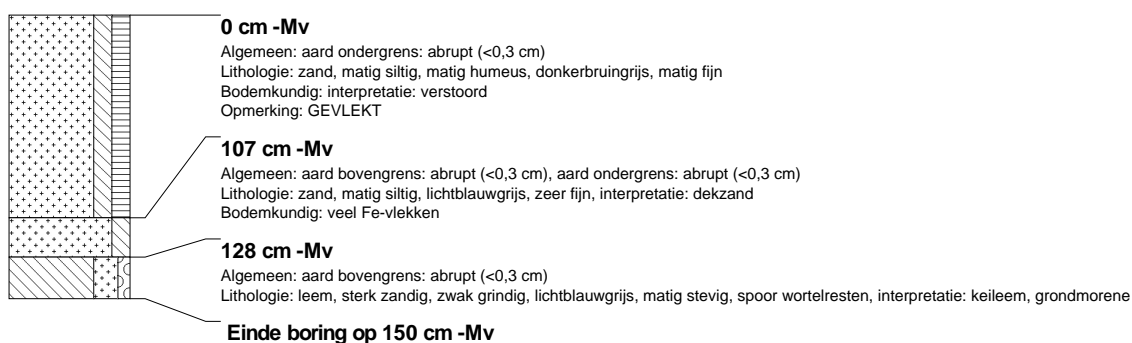 0 cm -Mv
Algemeen: aard ondergrens: abrupt (<0,3 cm)
Lithologie: zand, matig siltig, matig humeus, donkerbruingrijs, matig fijn
Bodemkundig: interpretatie: verstoord
Opmerking: GEVLEKT
107 cm -Mv
Algemeen: aard bovengrens: abrupt (<0,3 cm), aard ondergrens: abrupt (<0,3 cm)
Lithologie: zand, matig siltig, lichtblauwgrijs, zeer fijn, interpretatie: dekzand
Bodemkundig: veel Fe-vlekken
128 cm -Mv
Algemeen: aard bovengrens: abrupt (<0,3 cm)
Lithologie: leem, sterk zandig, zwak grindig, lichtblauwgrijs, matig stevig, spoor wortelresten, interpretatie: keileem, grondmorene
Einde boring op 150 cm -Mv